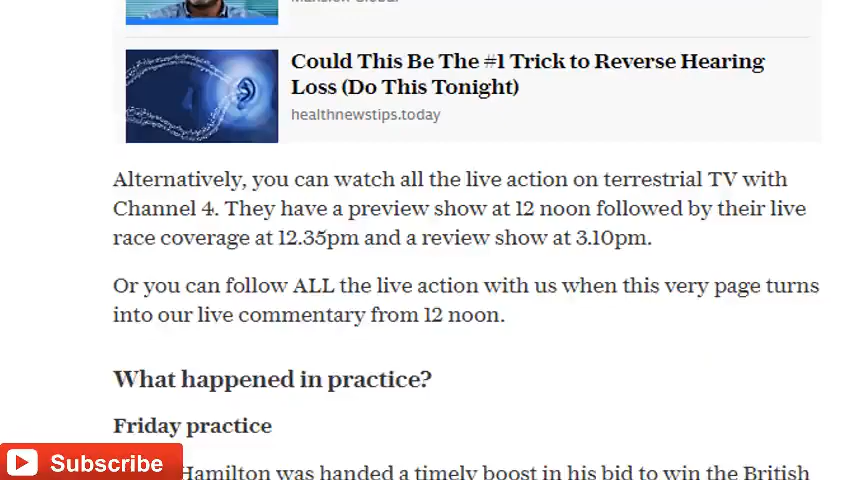 Could This Be The #1 Trick to Reverse Hearing
Loss (Do This Tonight)
healthnewstips.today
Alternatively, you can watch all the live action on terrestrial TV with
Channel 4. They have a preview show at 12 noon followed by their live
race coverage at 12.35pm and a review show at 3.10pm.
Or you can follow ALL the live action with us when this very page turns
into our live commentary from 12 noon.
What happened in practice?
Friday practice
Subscribe
Hamilton was handed a timely boost in his bid to win the British